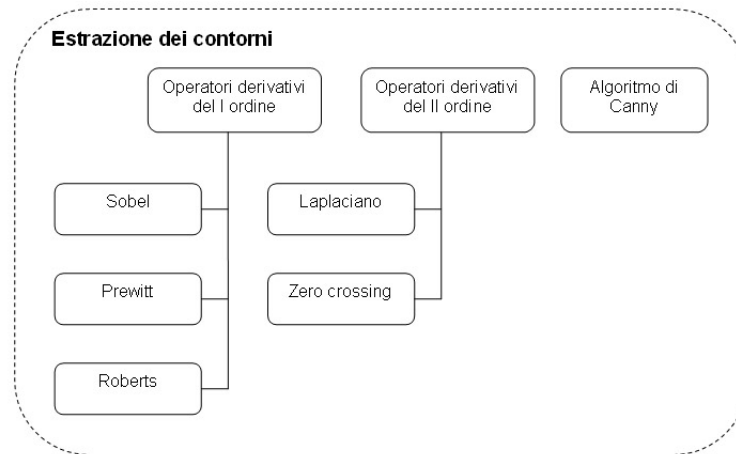 Estrazione dei contorni
Operatori derivativi
del I ordine
Operatori derivativi
del II ordine
Algoritmo di
Canny
Sobel
Laplaciano
Prewitt
Zero crossing
Roberts